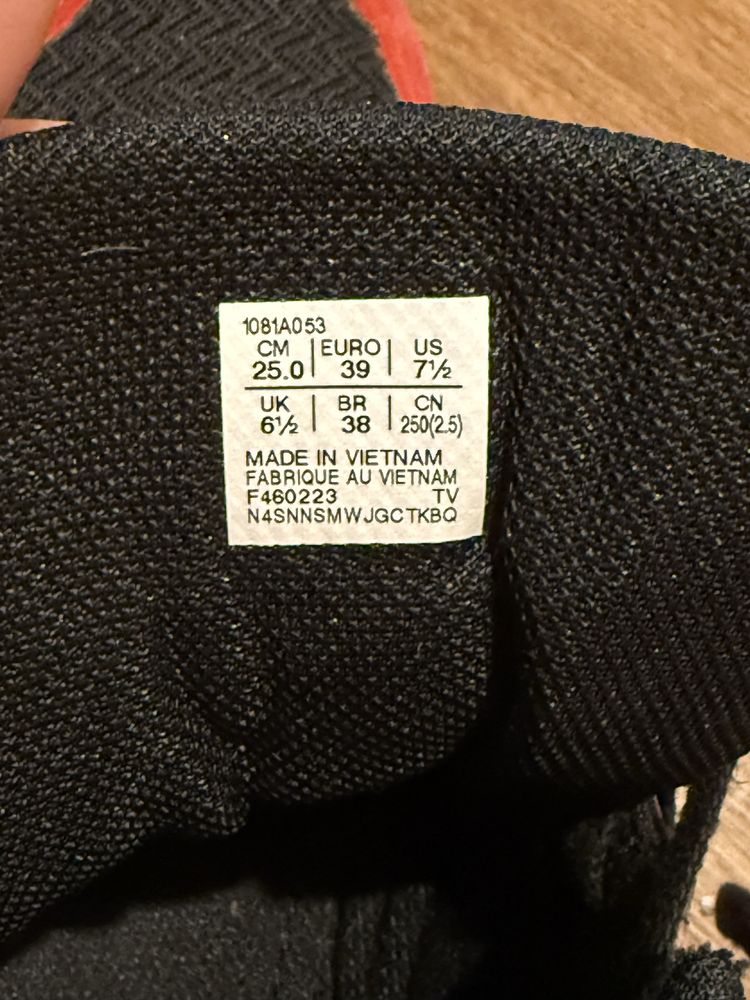 1081A053
CM | EURO | US
25.0 | 39 | 7½
UK | BR | CN
6½ | 38 | 250(2.5)
MADE IN VIETNAM
FABRIQUE AU VIETNAM
F460223 TV
N4SNNSMWJGCTKBQ